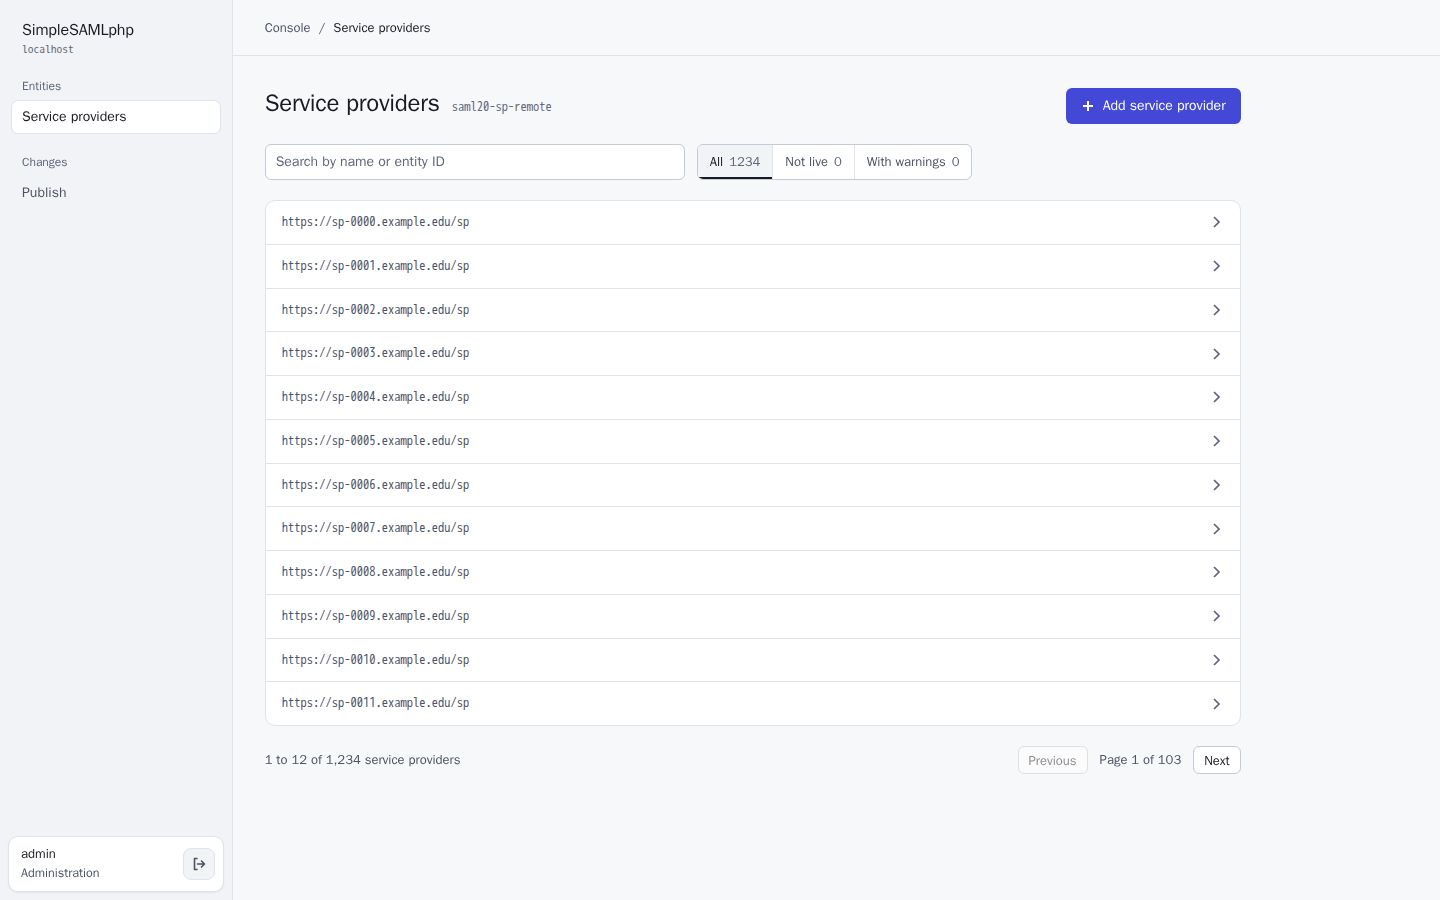 SimpleSAMLphp
localhost
Entities
Service providers
Changes
Publish
admin
Administration
Console / Service providers
Service providers saml20-sp-remote
Add service provider
Search by name or entity ID
All 1234 Not live 0 With warnings 0
https://sp-0000.example.edu/sp
https://sp-0001.example.edu/sp
https://sp-0002.example.edu/sp
https://sp-0003.example.edu/sp
https://sp-0004.example.edu/sp
https://sp-0005.example.edu/sp
https://sp-0006.example.edu/sp
https://sp-0007.example.edu/sp
https://sp-0008.example.edu/sp
https://sp-0009.example.edu/sp
https://sp-0010.example.edu/sp
https://sp-0011.example.edu/sp
1 to 12 of 1,234 service providers
Previous Page 1 of 103 Next